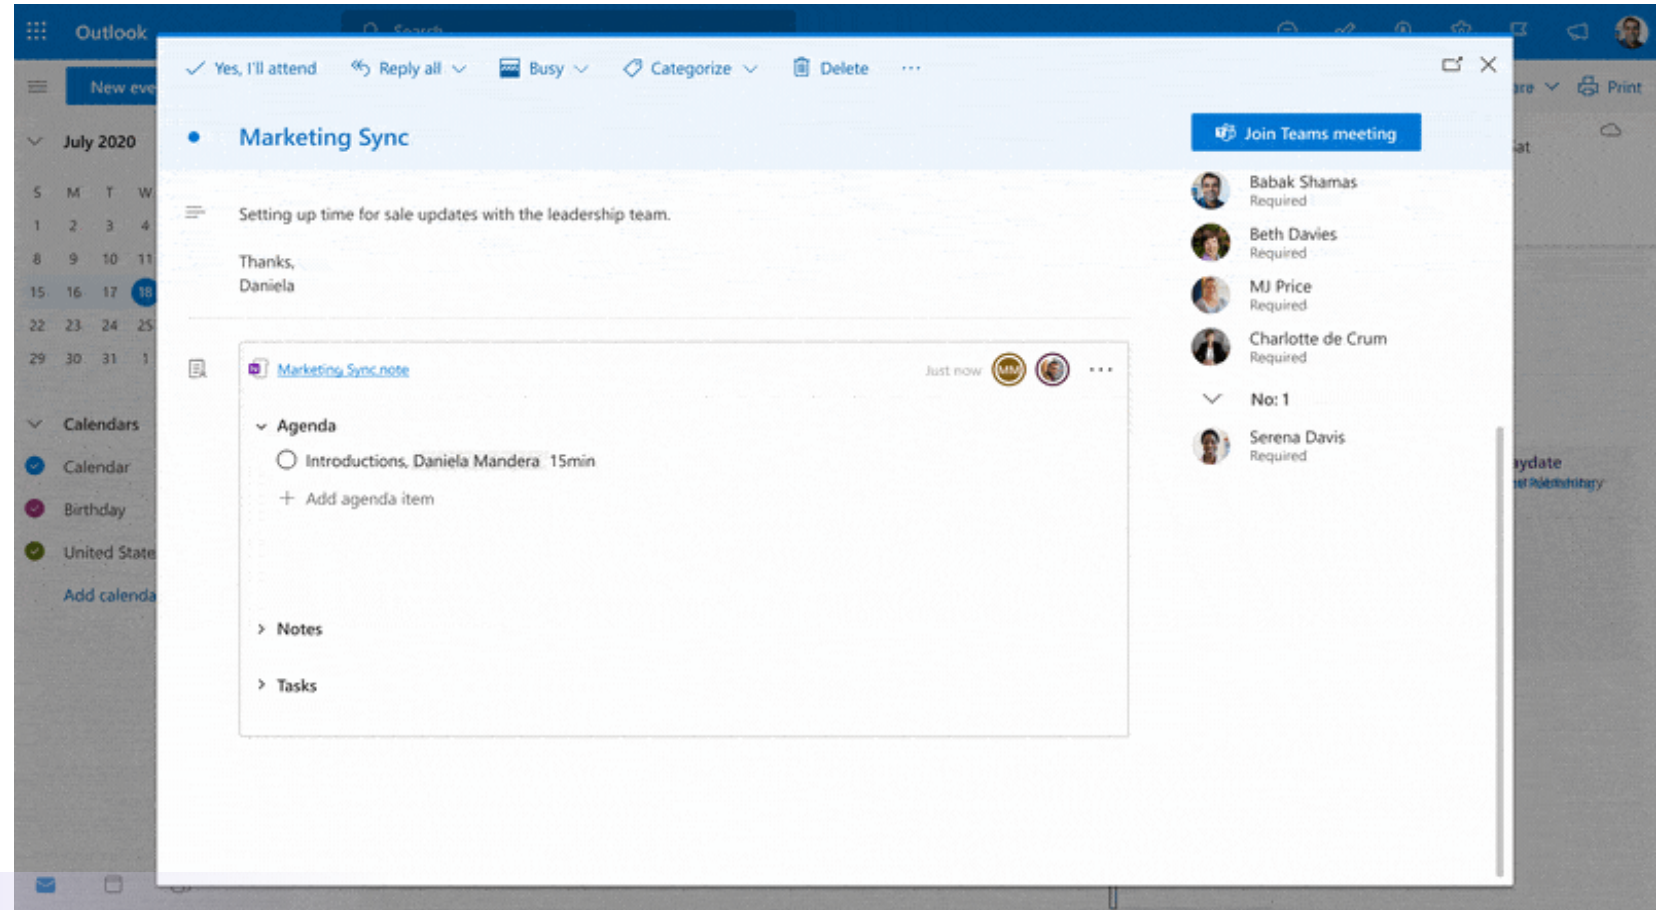 Outlook
Search
Yes, I'll attend
Reply all
Busy
Categorize
Delete
New eve
Print
Marketing Sync
Join Teams meeting
July 2020
S M T W
1 2 3 4
8 9 10 11
15 16 17 18
22 23 24 25
29 30 31 1
Setting up time for sale updates with the leadership team.
Thanks,
Daniela
Babak Shamas
Required
Beth Davies
Required
MJ Price
Required
Charlotte de Crum
Required
No: 1
Serena Davis
Required
Marketing Sync.note
Just now
MM
Agenda
Introductions, Daniela Mandera 15min
Add agenda item
Notes
Tasks
Calendars
Calendar
Birthday
United State
Add calenda
aydate